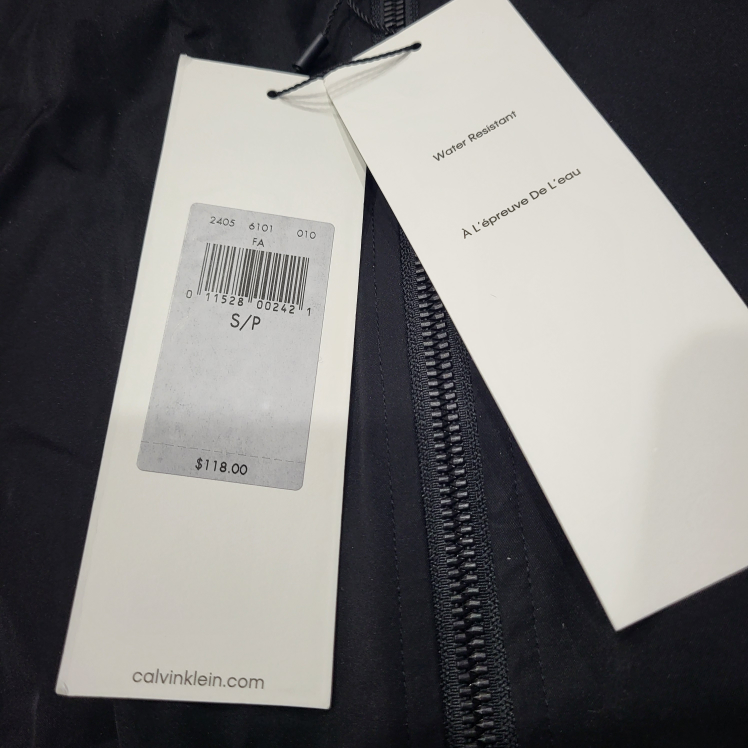 2405 6101 010
FA
0 11528 00242 1
S/P
$118.00
calvinklein.com
Water Resistant
À L'épreuve De L'eau